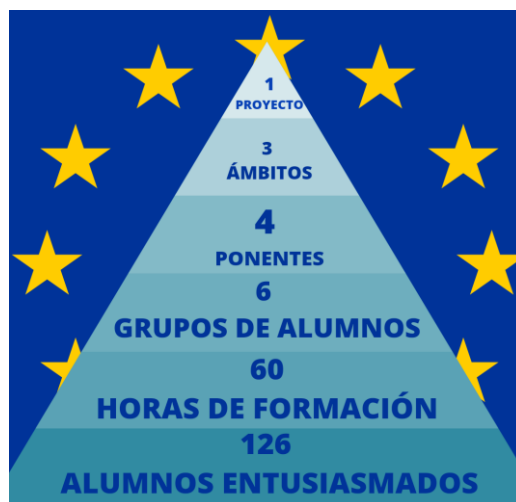 1
PROYECTO
3
ÁMBITOS
4
PONENTES
6
GRUPOS DE ALUMNOS
60
HORAS DE FORMACIÓN
126
ALUMNOS ENTUSIASMADOS